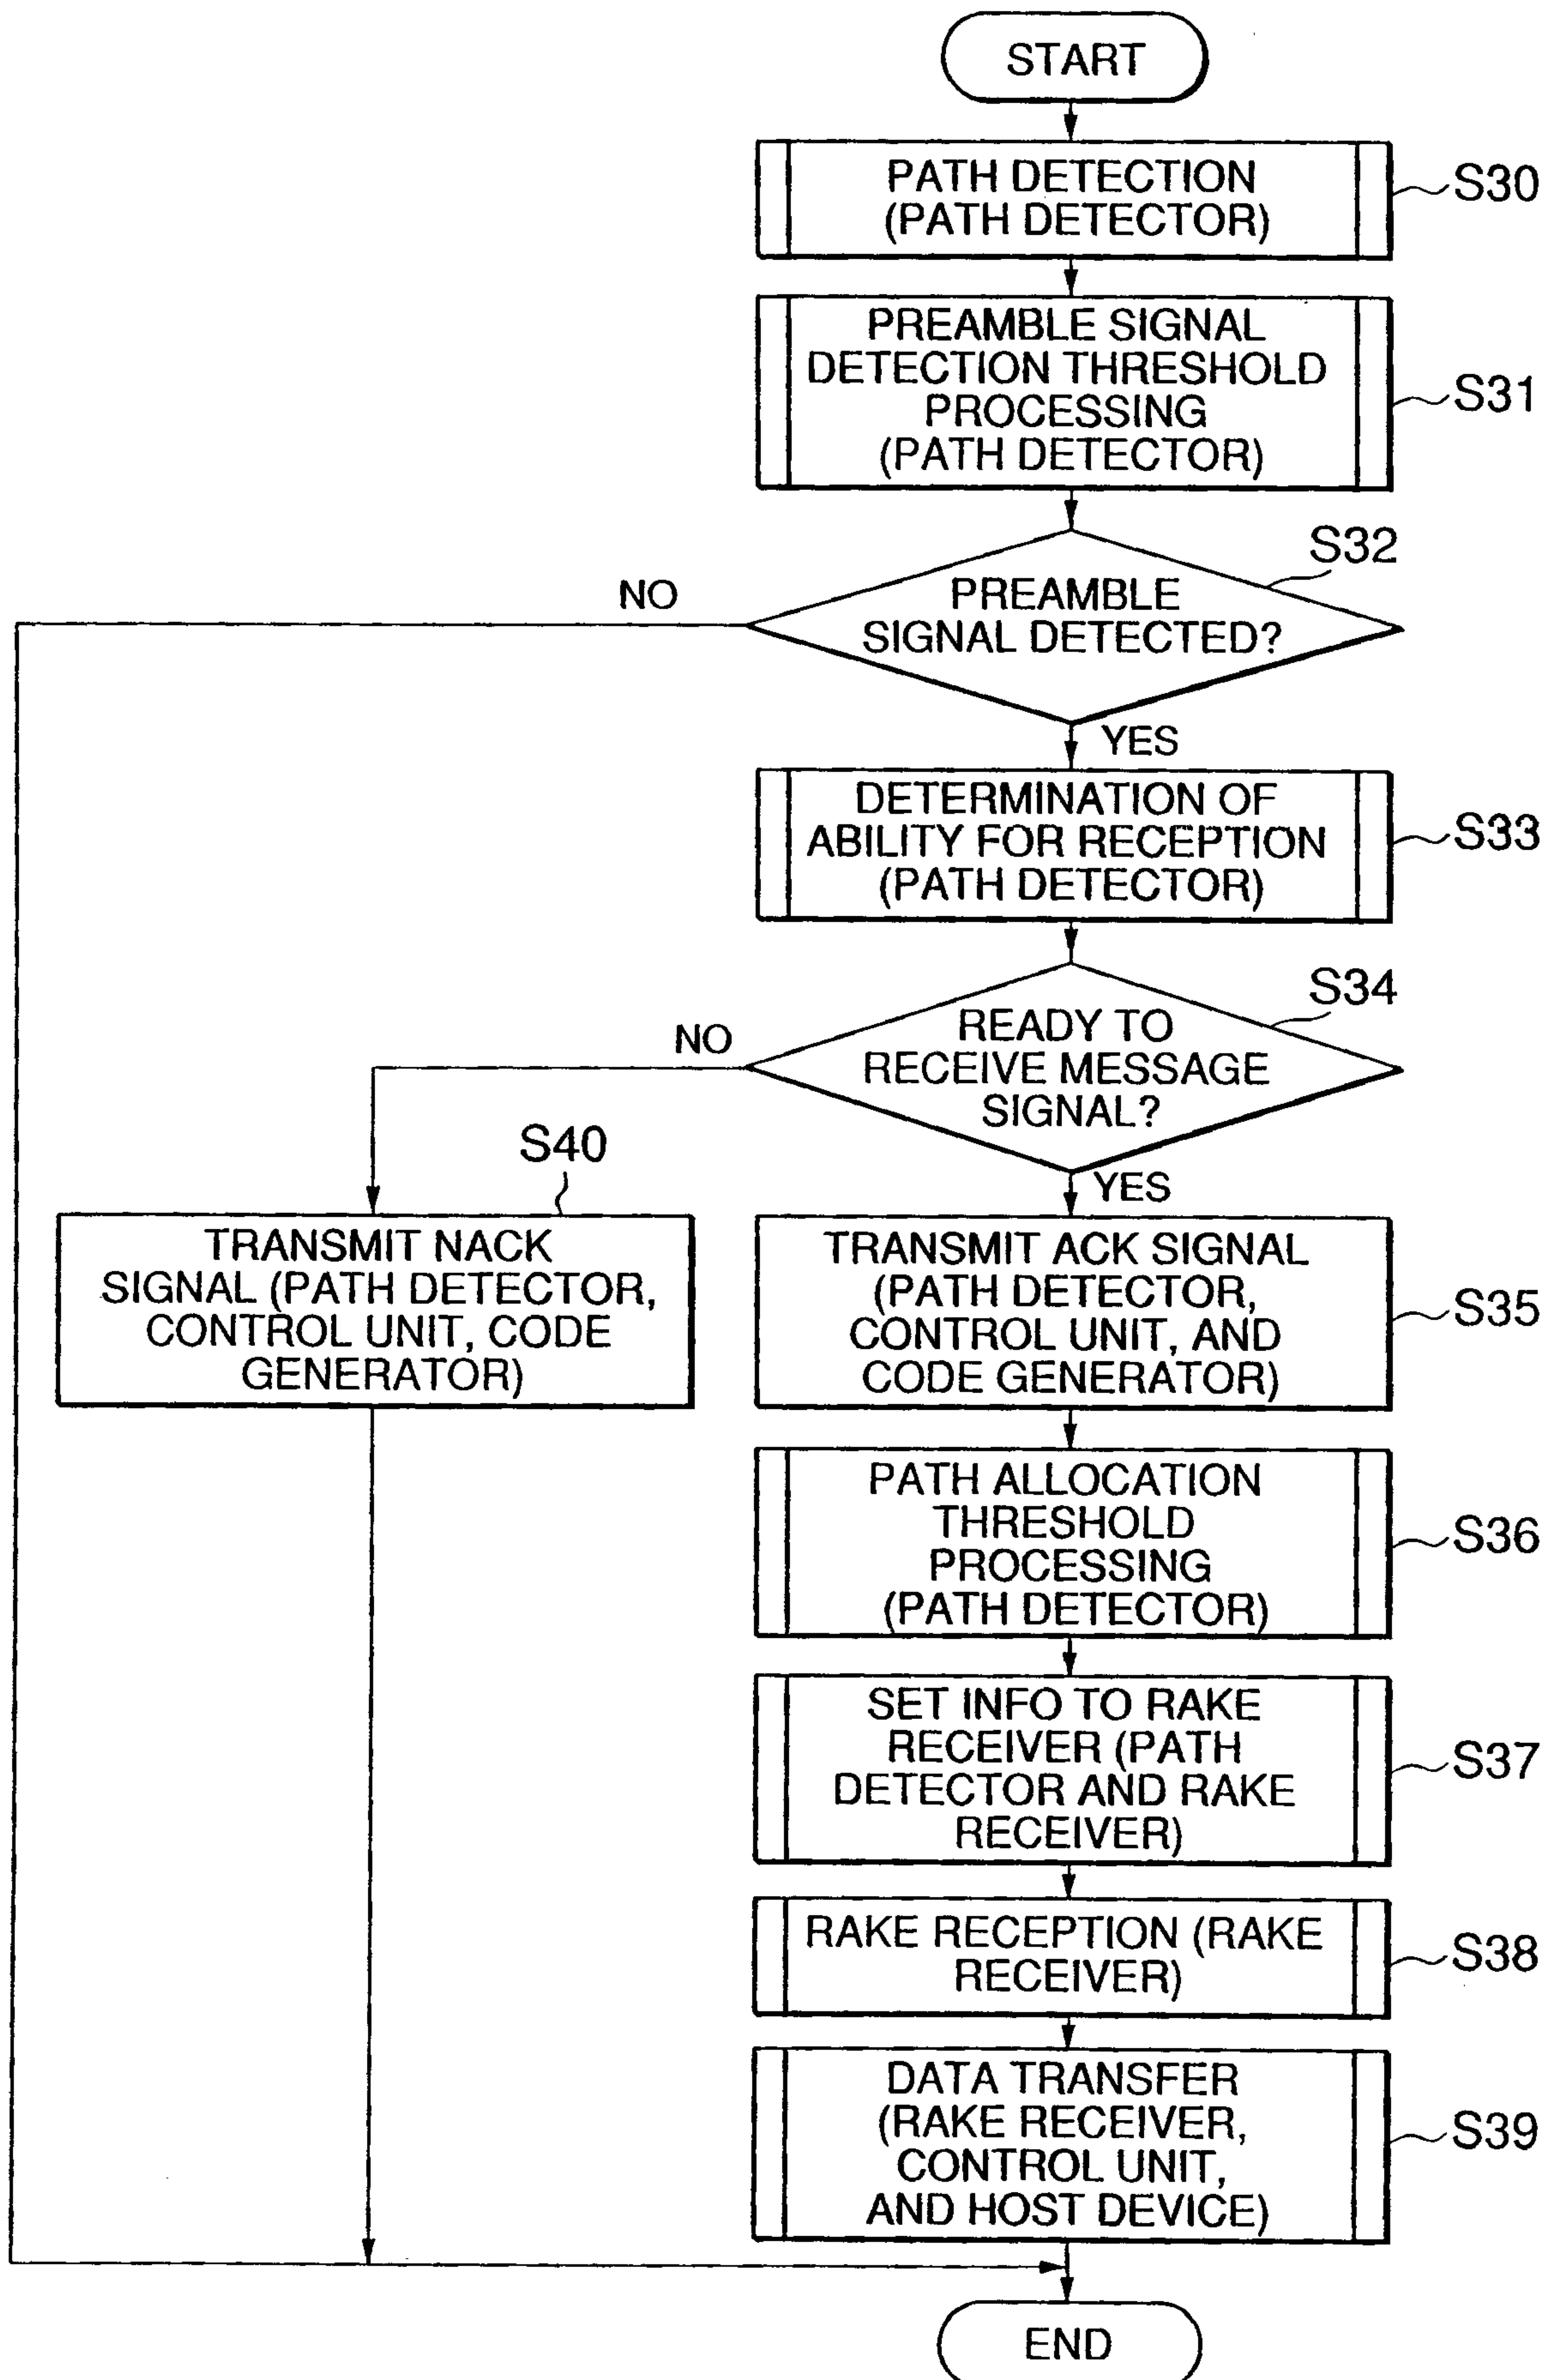 START
PATH DETECTION
(PATH DETECTOR)
S30
PREAMBLE SIGNAL
DETECTION THRESHOLD
PROCESSING
(PATH DETECTOR)
S31
S32
NO
PREAMBLE
SIGNAL DETECTED?
YES
DETERMINATION OF
ABILITY FOR RECEPTION
(PATH DETECTOR)
S33
S34
NO
READY TO
RECEIVE MESSAGE
SIGNAL?
YES
S40
TRANSMIT NACK
SIGNAL (PATH DETECTOR,
CONTROL UNIT, CODE
GENERATOR)
TRANSMIT ACK SIGNAL
(PATH DETECTOR,
CONTROL UNIT, AND
CODE GENERATOR)
S35
PATH ALLOCATION
THRESHOLD
PROCESSING
(PATH DETECTOR)
S36
SET INFO TO RAKE
RECEIVER (PATH
DETECTOR AND RAKE
RECEIVER)
S37
RAKE RECEPTION (RAKE
RECEIVER)
S38
DATA TRANSFER
(RAKE RECEIVER,
CONTROL UNIT,
AND HOST DEVICE)
S39
END